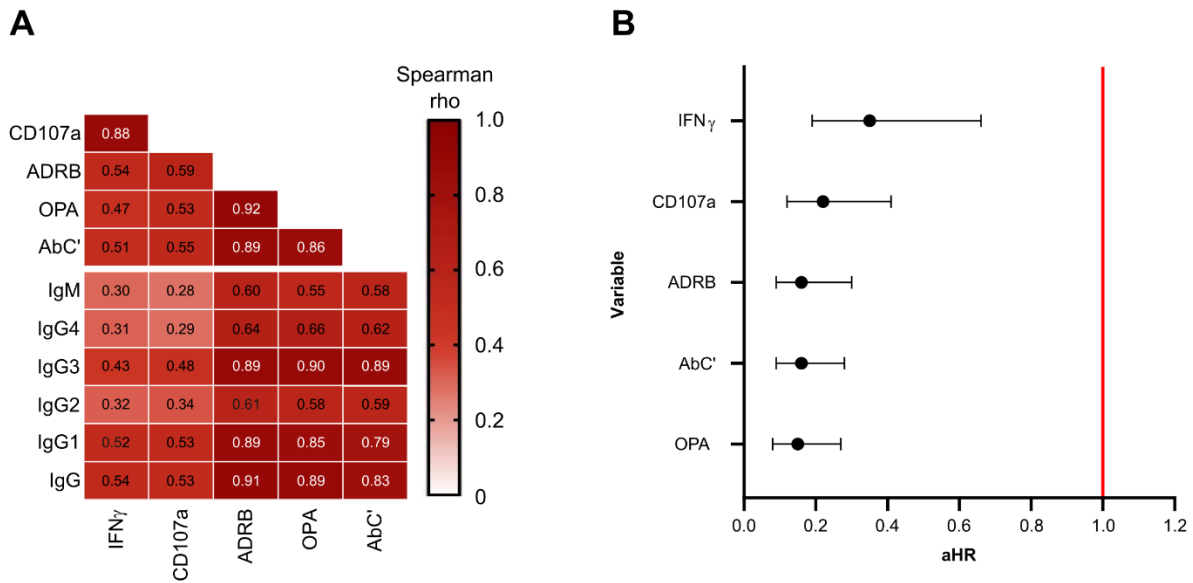 A
Spearman
rho
1.0
0.8
0.6
0.4
0.2
0
CD107a 0.88
ADRB 0.54 0.59
OPA 0.47 0.53 0.92
AbC' 0.51 0.55 0.89 0.86
IgM 0.30 0.28 0.60 0.55 0.58
IgG4 0.31 0.29 0.64 0.66 0.62
IgG3 0.43 0.48 0.89 0.90 0.89
IgG2 0.32 0.34 0.61 0.58 0.59
IgG1 0.52 0.53 0.89 0.85 0.79
IgG 0.54 0.53 0.91 0.89 0.83
IFNγ CD107a ADRB OPA AbC'
B
Variable
IFNγ
CD107a
ADRB
AbC'
OPA
0.0 0.2 0.4 0.6 0.8 1.0 1.2
aHR